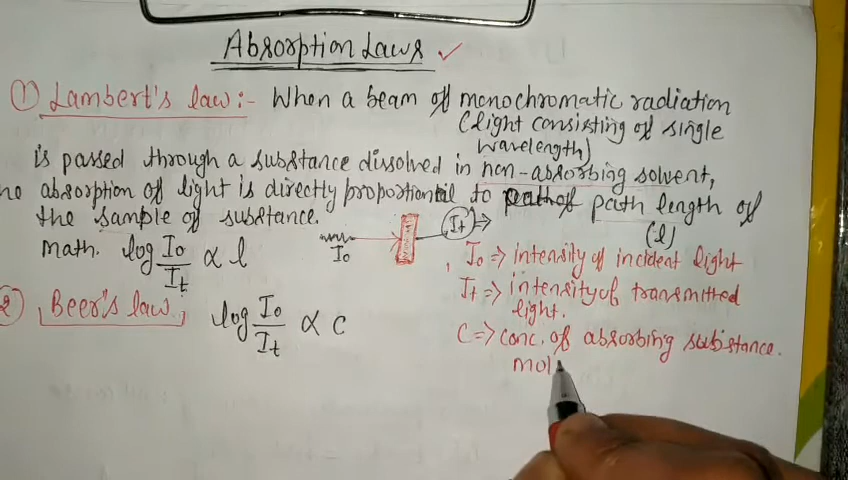 Absorption Laws ✓
① Lambert's law:- When a beam of monochromatic radiation
(light consisting of single
wavelength)
is passed through a substance dissolved in non-absorbing solvent,
absorption of light is directly proportional to path length of
(l)
the sample of substance.
math. log I₀/Iₜ ∝ l
I₀
Iₜ ⇒
I₀ ⇒ intensity of incident light
Iₜ ⇒ intensity of transmitted
light.
2 Beer's law: log I₀/Iₜ ∝ c
C ⇒ conc. of absorbing substance.
mol